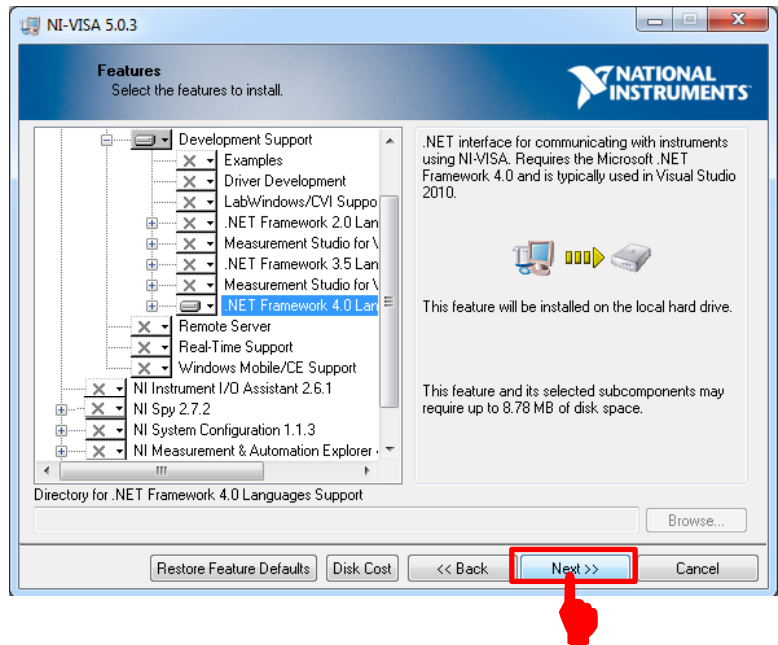 NI-VISA 5.0.3
Features
Select the features to install.
NATIONAL
INSTRUMENTS
Development Support
Examples
Driver Development
LabWindows/CVI Suppo
.NET Framework 2.0 Lan
Measurement Studio for V
.NET Framework 3.5 Lan
Measurement Studio for V
.NET Framework 4.0 Lan
Remote Server
Real-Time Support
Windows Mobile/CE Support
NI Instrument I/O Assistant 2.6.1
NI Spy 2.7.2
NI System Configuration 1.1.3
NI Measurement & Automation Explorer
.NET interface for communicating with instruments
using NI-VISA. Requires the Microsoft .NET
Framework 4.0 and is typically used in Visual Studio
2010.
This feature will be installed on the local hard drive.
This feature and its selected subcomponents may
require up to 8.78 MB of disk space.
Directory for .NET Framework 4.0 Languages Support
Browse...
Restore Feature Defaults
Disk Cost
<< Back
Next >>
Cancel